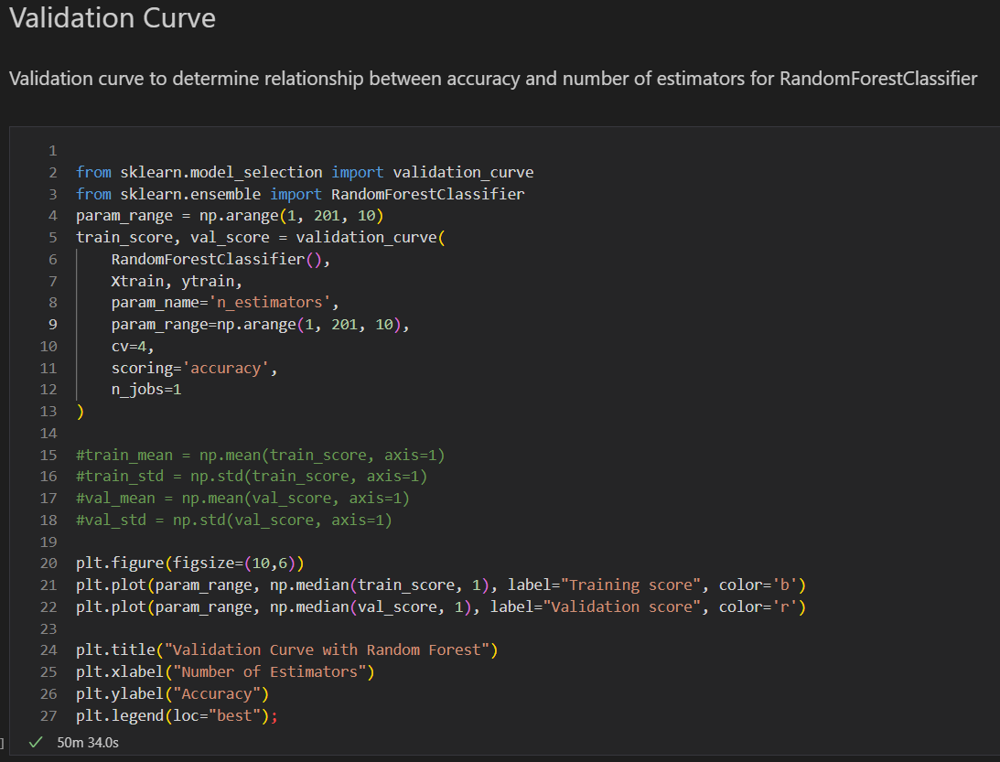 Validation Curve
Validation curve to determine relationship between accuracy and number of estimators for RandomForestClassifier
1
2 from sklearn.model_selection import validation_curve
3 from sklearn.ensemble import RandomForestClassifier
4 param_range = np.arange(1, 201, 10)
5 train_score, val_score = validation_curve(
6     RandomForestClassifier(),
7     Xtrain, ytrain,
8     param_name='n_estimators',
9     param_range=np.arange(1, 201, 10),
10     cv=4,
11     scoring='accuracy',
12     n_jobs=1
13 )
14
15 #train_mean = np.mean(train_score, axis=1)
16 #train_std = np.std(train_score, axis=1)
17 #val_mean = np.mean(val_score, axis=1)
18 #val_std = np.std(val_score, axis=1)
19
20 plt.figure(figsize=(10,6))
21 plt.plot(param_range, np.median(train_score, 1), label="Training score", color='b')
22 plt.plot(param_range, np.median(val_score, 1), label="Validation score", color='r')
23
24 plt.title("Validation Curve with Random Forest")
25 plt.xlabel("Number of Estimators")
26 plt.ylabel("Accuracy")
27 plt.legend(loc="best");
] ✓ 50m 34.0s